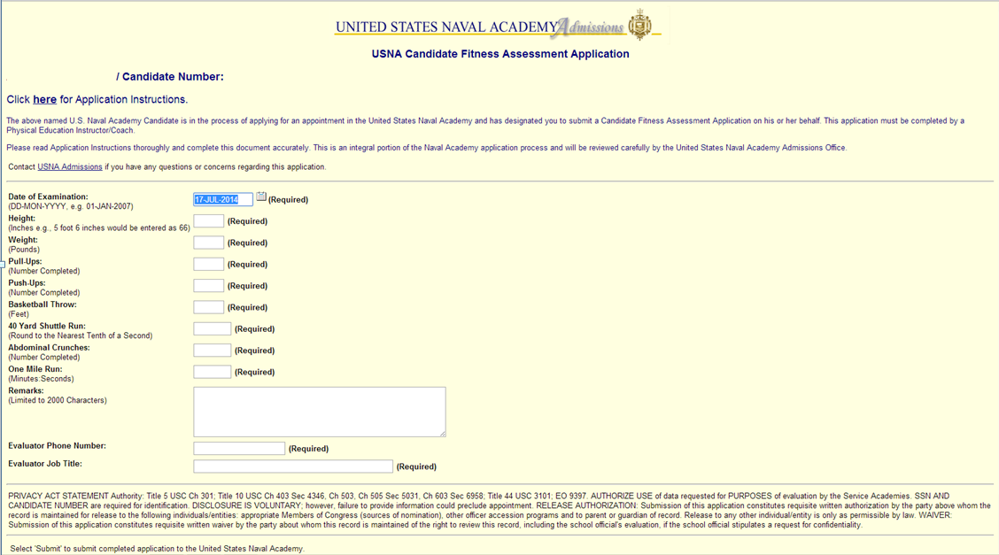 UNITED STATES NAVAL ACADEMY Admissions
USNA Candidate Fitness Assessment Application
/ Candidate Number:
Click here for Application Instructions.
The above named U.S. Naval Academy Candidate is in the process of applying for an appointment in the United States Naval Academy and has designated you to submit a Candidate Fitness Assessment Application on his or her behalf. This application must be completed by a
Physical Education Instructor/Coach.
Please read Application Instructions thoroughly and complete this document accurately. This is an integral portion of the Naval Academy application process and will be reviewed carefully by the United States Naval Academy Admissions Office.
Contact USNA Admissions if you have any questions or concerns regarding this application.
Date of Examination: 17-JUL-2014 (Required)
(DD-MON-YYYY, e.g. 01-JAN-2007)
Height: (Required)
(Inches e.g., 5 foot 6 inches would be entered as 66)
Weight: (Required)
(Pounds)
Pull-Ups: (Required)
(Number Completed)
Push-Ups: (Required)
(Number Completed)
Basketball Throw: (Required)
(Feet)
40 Yard Shuttle Run: (Required)
(Round to the Nearest Tenth of a Second)
Abdominal Crunches: (Required)
(Number Completed)
One Mile Run: (Required)
(Minutes:Seconds)
Remarks:
(Limited to 2000 Characters)
Evaluator Phone Number: (Required)
Evaluator Job Title: (Required)
PRIVACY ACT STATEMENT Authority: Title 5 USC Ch 301; Title 10 USC Ch 403 Sec 4346, Ch 503, Ch 505 Sec 5031, Ch 603 Sec 6958; Title 44 USC 3101; EO 9397. AUTHORIZE USE of data requested for PURPOSES of evaluation by the Service Academies. SSN AND
CANDIDATE NUMBER are required for identification. DISCLOSURE IS VOLUNTARY; however, failure to provide information could preclude appointment. RELEASE AUTHORIZATION: Submission of this application constitutes requisite written authorization by the party above whom the
record is maintained for release to the following individuals/entities: appropriate Members of Congress (sources of nomination), other officer accession programs and to parent or guardian of record. Release to any other individual/entity is only as permissible by law. WAIVER:
Submission of this application constitutes requisite written waiver by the party about whom this record is maintained of the right to review this record, including the school official's evaluation, if the school official stipulates a request for confidentiality.
Select 'Submit' to submit completed application to the United States Naval Academy.